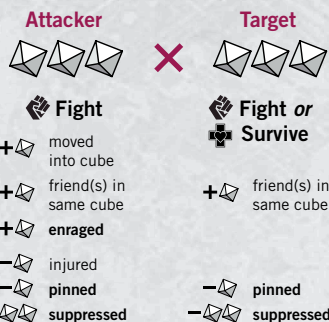 Attacker
Target
×
Fight
Fight or
Survive
+ moved
into cube
+ friend(s) in
same cube
+ enraged
− injured
− pinned
suppressed
+ friend(s) in
same cube
− pinned
− suppressed